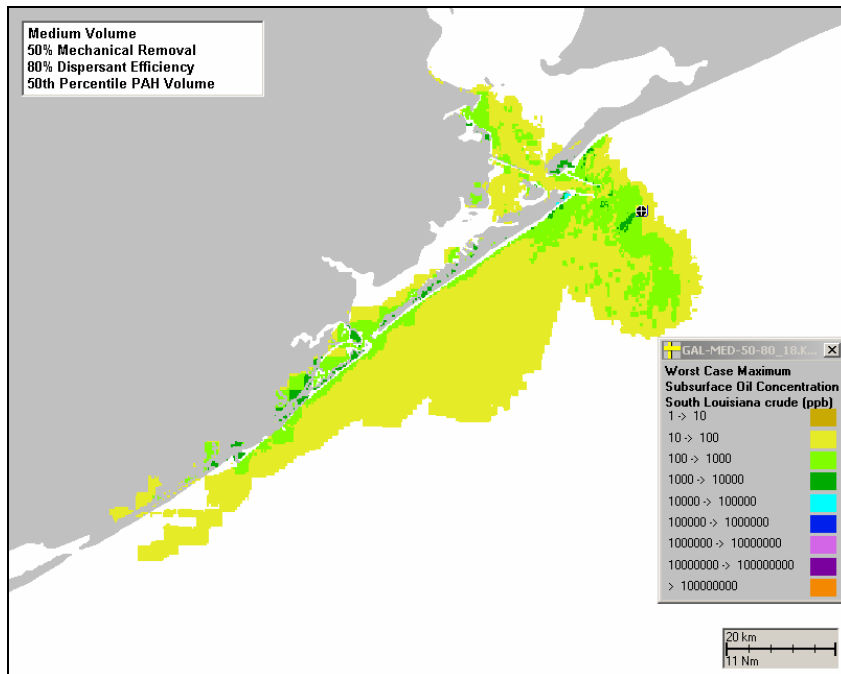 Medium Volume
50% Mechanical Removal
80% Dispersant Efficiency
50th Percentile PAH Volume
GAL-MED-50-80_18.K...
Worst Case Maximum
Subsurface Oil Concentration
South Louisiana crude (ppb)
1 -> 10
10 -> 100
100 -> 1000
1000 -> 10000
10000 -> 100000
100000 -> 1000000
1000000 -> 10000000
10000000 -> 100000000
> 100000000
20 km
11 Nm